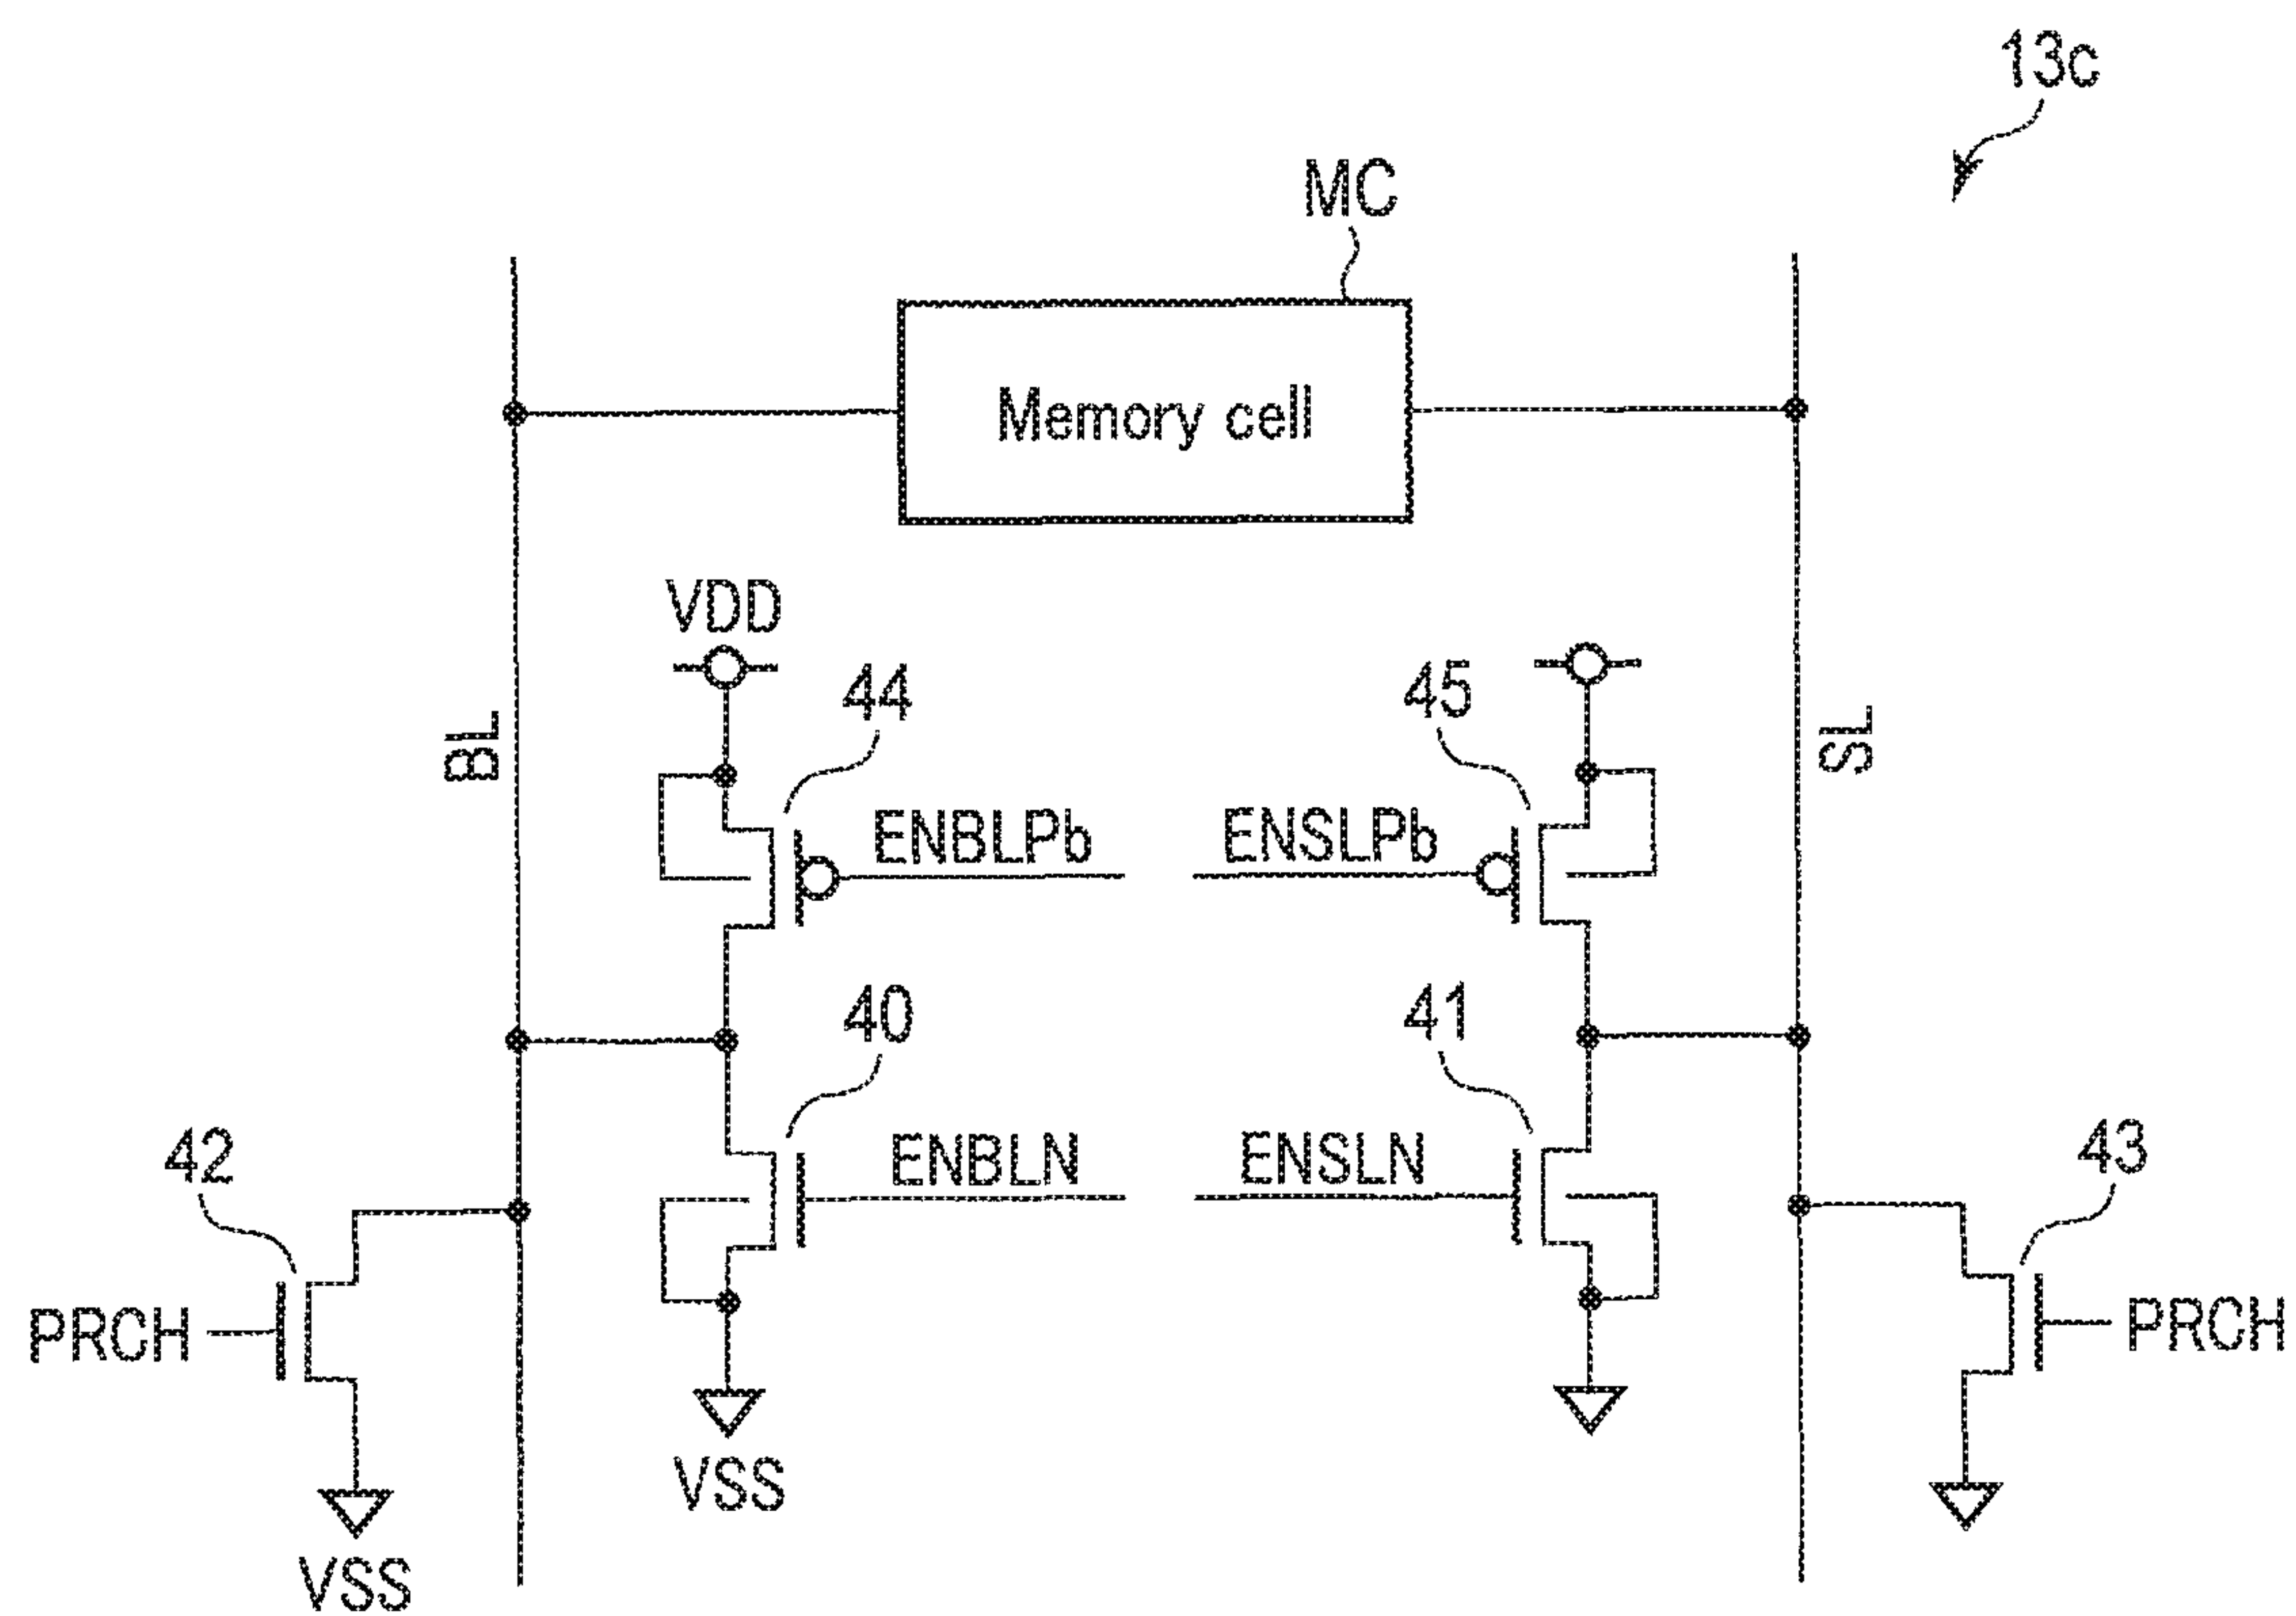 13c
MC
Memory cell
VDD
44
45
BL
SL
ENBLPb
ENSLPb
40
41
42
ENBLN
ENSLN
43
PRCH
PRCH
VSS
VSS